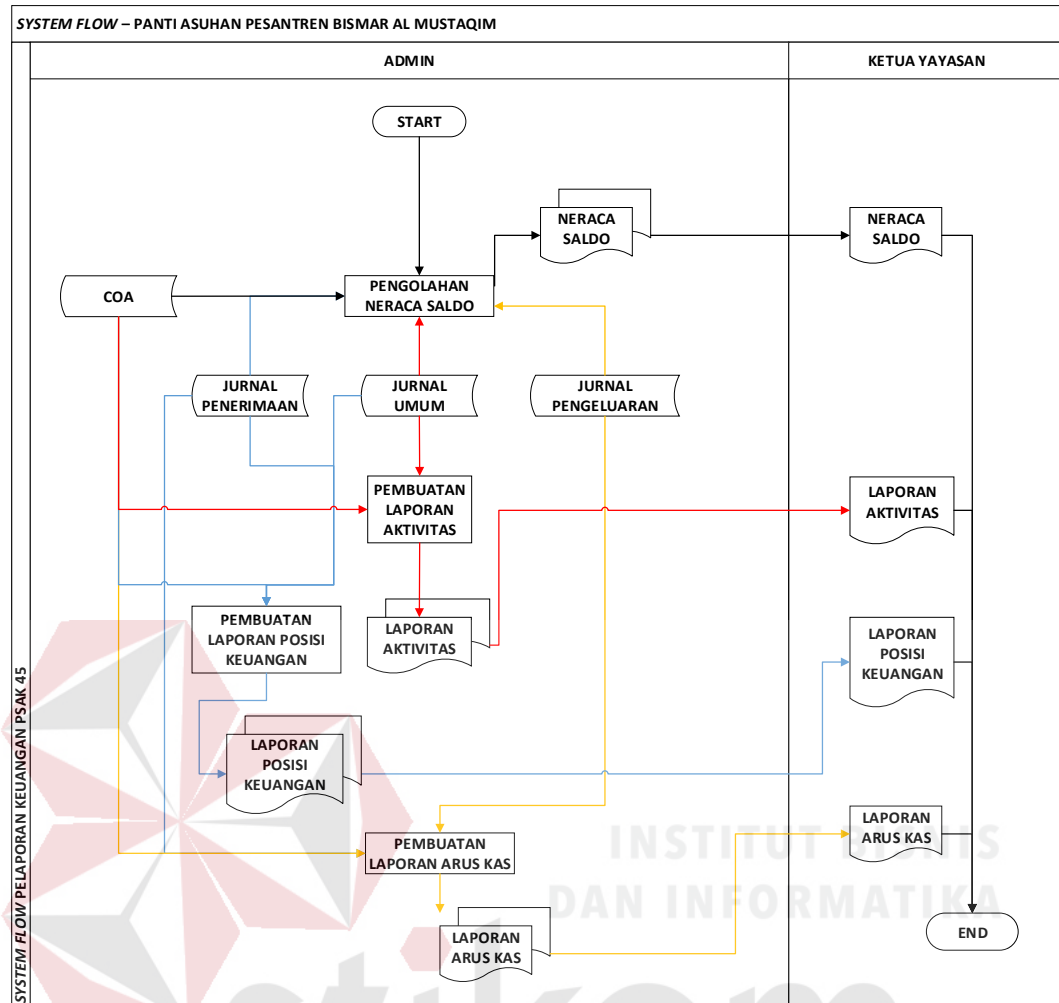 SYSTEM FLOW – PANTI ASUHAN PESANTREN BISMAR AL MUSTAQIM
ADMIN
KETUA YAYASAN
SYSTEM FLOW PELAPORAN KEUANGAN PSAK 45
START
NERACA
SALDO
NERACA
SALDO
COA
PENGOLAHAN
NERACA SALDO
JURNAL
PENERIMAAN
JURNAL
UMUM
JURNAL
PENGELUARAN
PEMBUATAN
LAPORAN
AKTIVITAS
LAPORAN
AKTIVITAS
PEMBUATAN
LAPORAN POSISI
KEUANGAN
LAPORAN
AKTIVITAS
LAPORAN
POSISI
KEUANGAN
LAPORAN
POSISI
KEUANGAN
PEMBUATAN
LAPORAN ARUS KAS
LAPORAN
ARUS KAS
INSTITUT BISNIS
DAN INFORMATIKA
LAPORAN
ARUS KAS
END
stikom